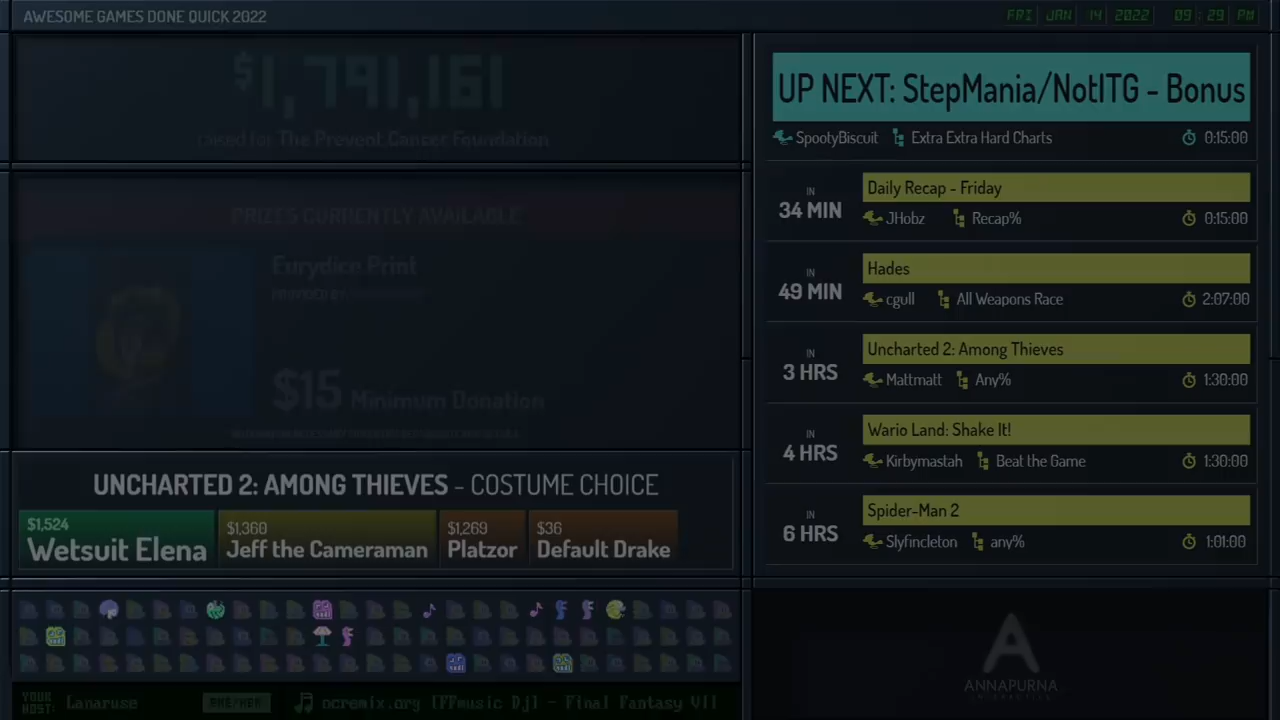 AWESOME GAMES DONE QUICK 2022
FRI JAN 14 2022 09:29 PM
$1,791,161
raised for The Prevent Cancer Foundation
PRIZES CURRENTLY AVAILABLE
Eurydice Print
PROVIDED BY
$15 Minimum Donation
UNCHARTED 2: AMONG THIEVES - COSTUME CHOICE
$1,524
Wetsuit Elena
$1,360
Jeff the Cameraman
$1,269
Platzor
$36
Default Drake
YOUR HOST: Lanaruse
ocremix.org [FFmusic Dj] - Final Fantasy VII
UP NEXT: StepMania/NotITG - Bonus
SpootyBiscuit Extra Extra Hard Charts 0:15:00
IN 34 MIN
Daily Recap - Friday
JHobz Recap% 0:15:00
IN 49 MIN
Hades
cgull All Weapons Race 2:07:00
IN 3 HRS
Uncharted 2: Among Thieves
Mattmatt Any% 1:30:00
IN 4 HRS
Wario Land: Shake It!
Kirbymastah Beat the Game 1:30:00
IN 6 HRS
Spider-Man 2
Slyfincleton any% 1:01:00
ANNAPURNA